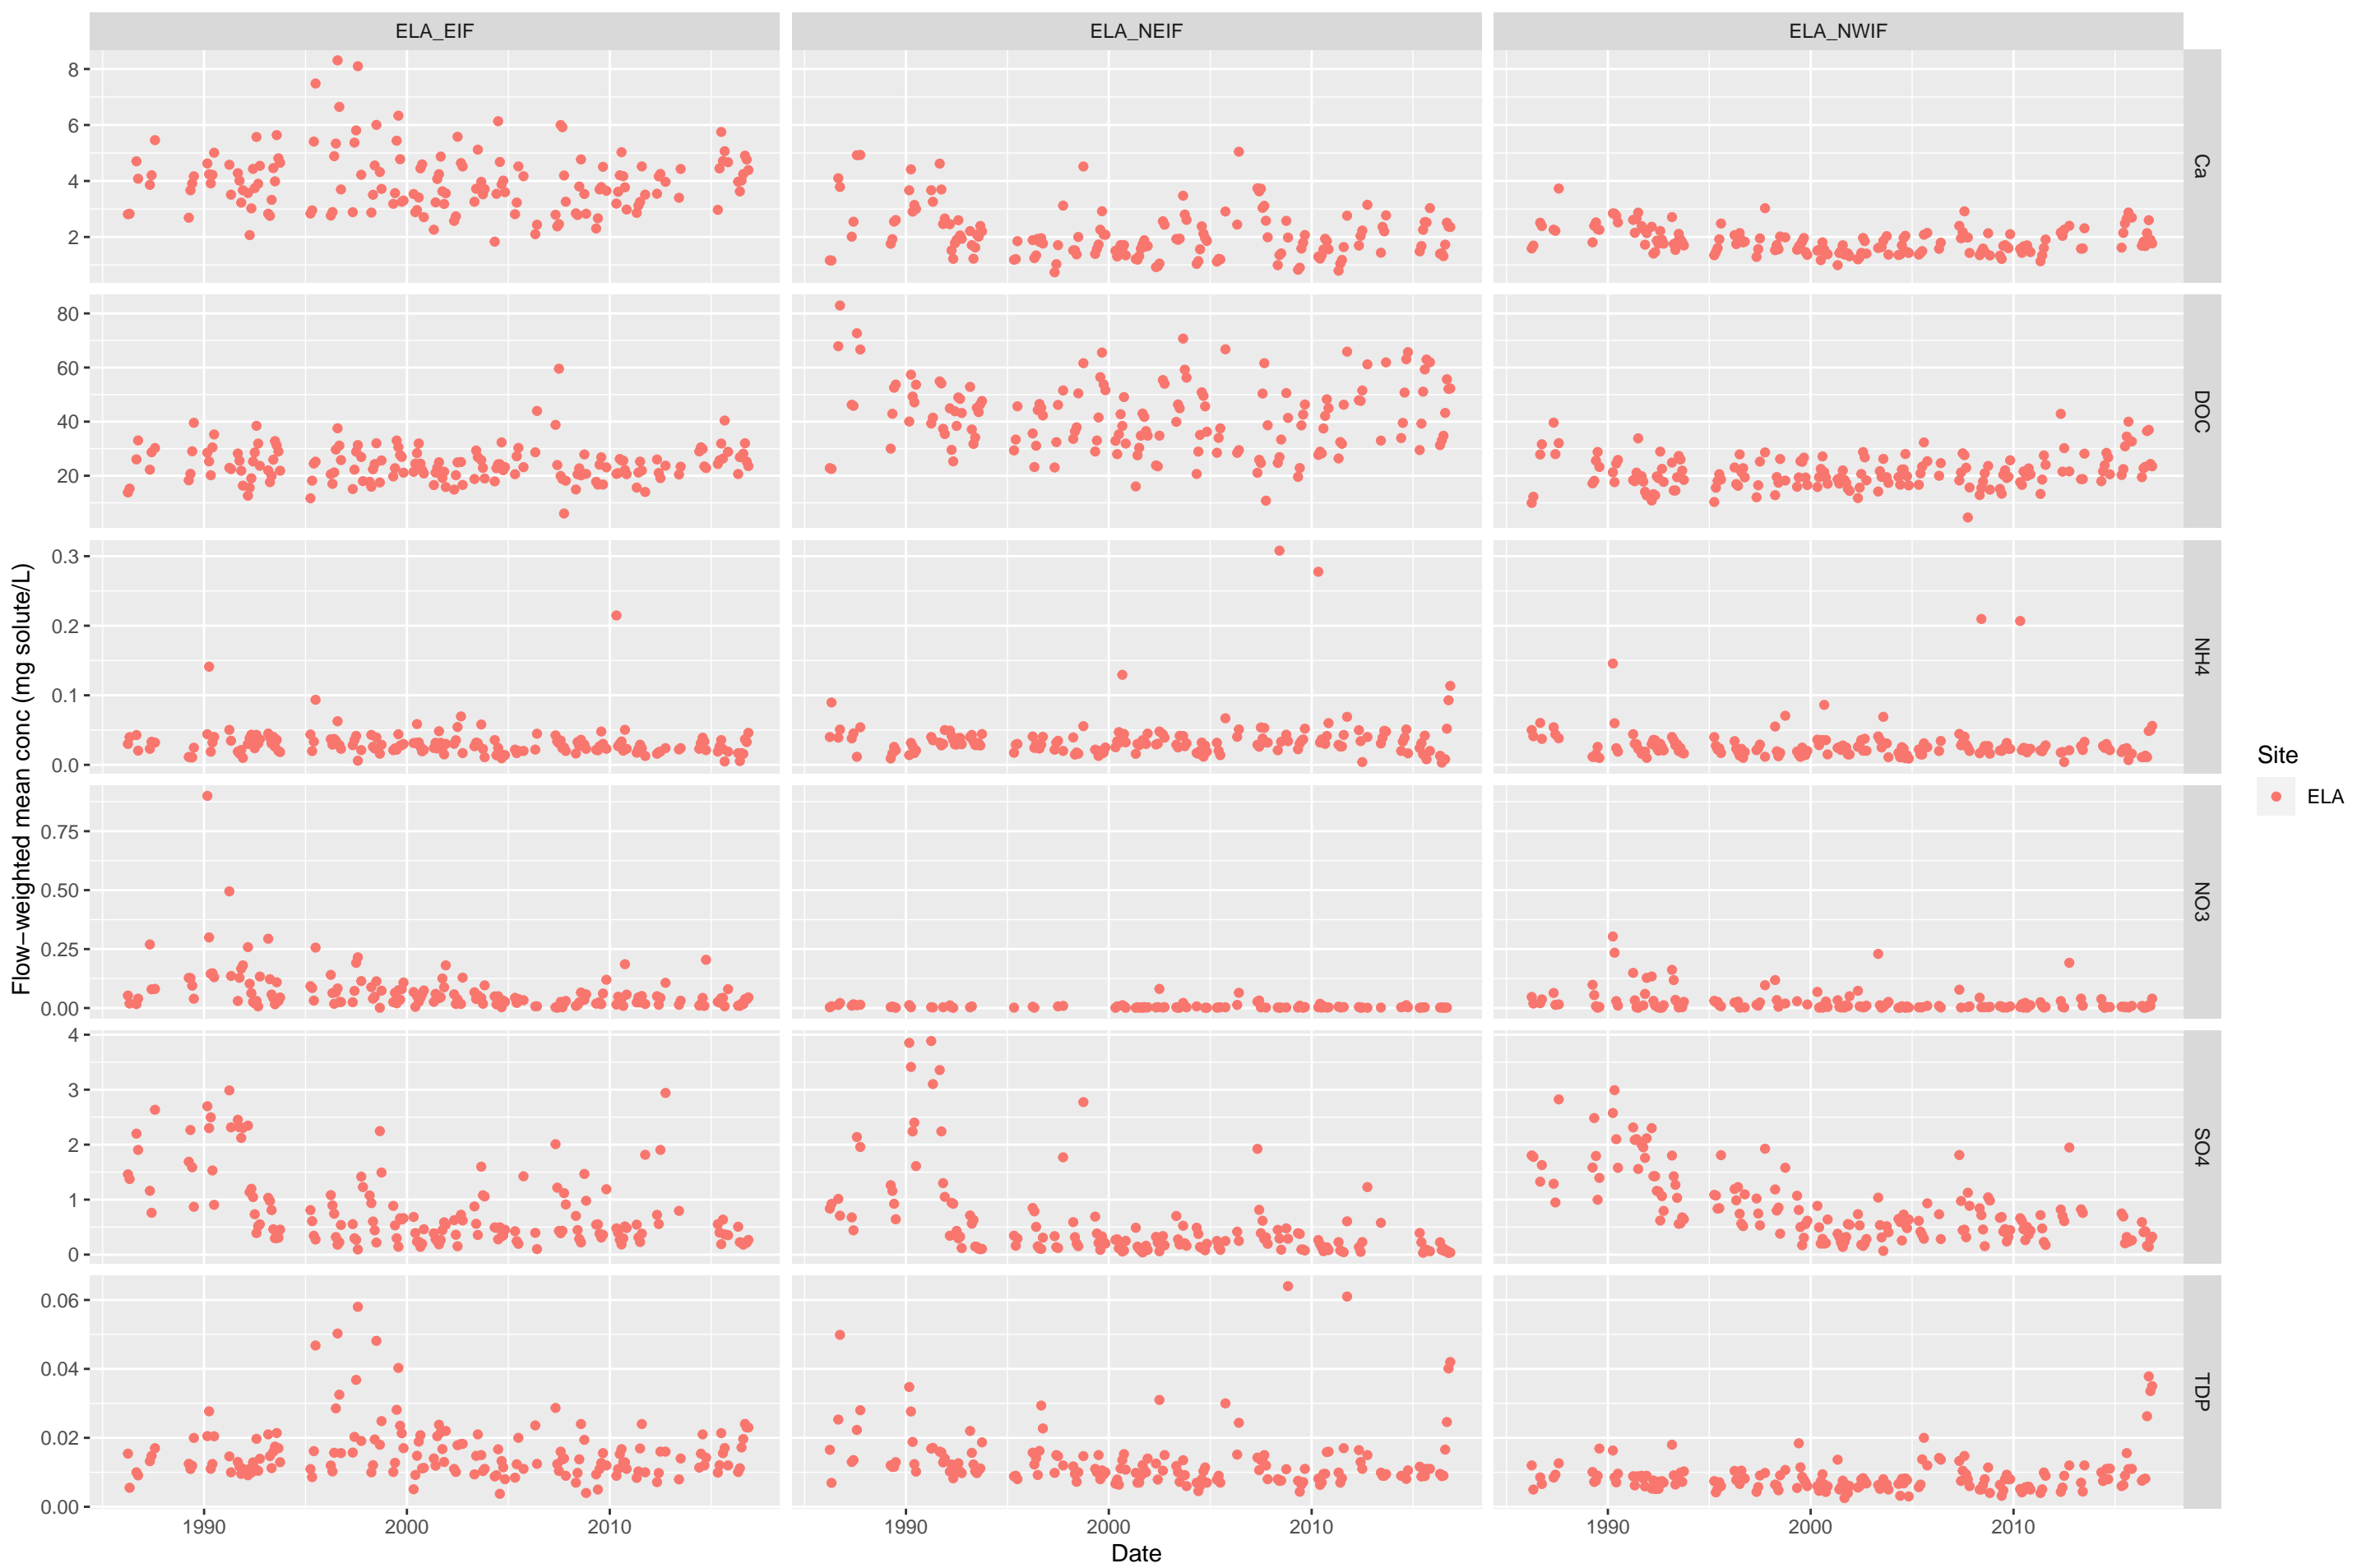 ELA_EIF
ELA_NEIF
ELA_NWIF
8
6
4
2
Ca
80
60
40
20
DOC
0.3
0.2
0.1
0.0
NH4
0.75
0.50
0.25
0.00
NO3
4
3
2
1
0
SO4
0.06
0.04
0.02
0.00
TDP
1990
2000
2010
1990
2000
2010
1990
2000
2010
Date
Flow−weighted mean conc (mg solute/L)
Site
ELA